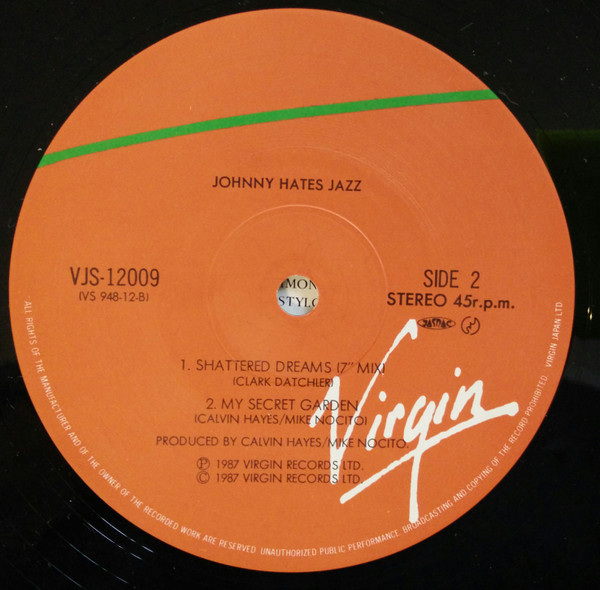 JOHNNY HATES JAZZ
VJS-12009
(VS 948-12-B)
SIDE 2
STEREO 45r.p.m.
JASRAC
1. SHATTERED DREAMS (7" MIX)
(CLARK DATCHLER)
2. MY SECRET GARDEN
(CALVIN HAYES/MIKE NOCITO)
PRODUCED BY CALVIN HAYES/MIKE NOCITO.
Ⓟ 1987 VIRGIN RECORDS LTD.
© 1987 VIRGIN RECORDS LTD.
Virgin
ALL RIGHTS OF THE MANUFACTURER AND OF THE OWNER OF THE RECORDED WORK ARE RESERVED UNAUTHORIZED PUBLIC PERFORMANCE. BROADCASTING AND COPYING OF THE RECORD PROHIBITED VIRGIN JAPAN LTD